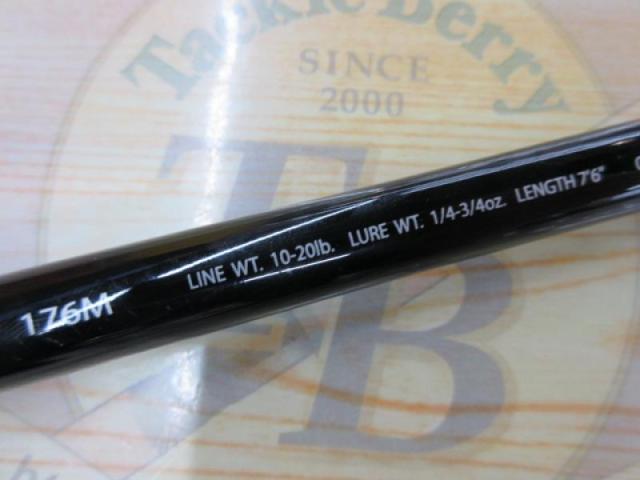 Tackle Berry
SINCE
2000
TB
176M LINE WT. 10-20lb. LURE WT. 1/4-3/4oz. LENGTH 7'6"